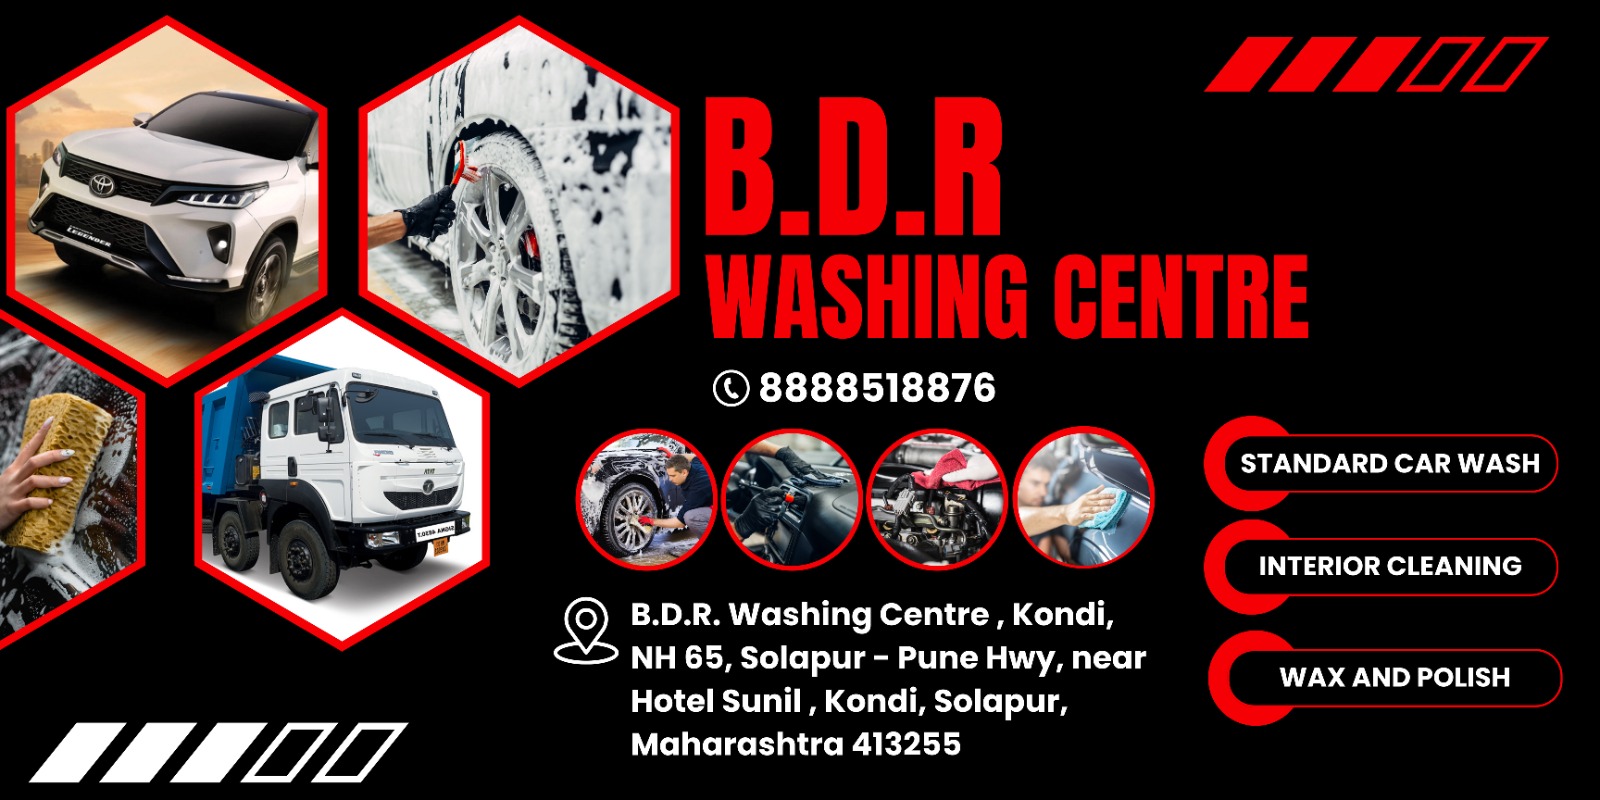 B.D.R
WASHING CENTRE
8888518876
STANDARD CAR WASH
INTERIOR CLEANING
WAX AND POLISH
B.D.R. Washing Centre , Kondi,
NH 65, Solapur - Pune Hwy, near
Hotel Sunil , Kondi, Solapur,
Maharashtra 413255
LEGENDER